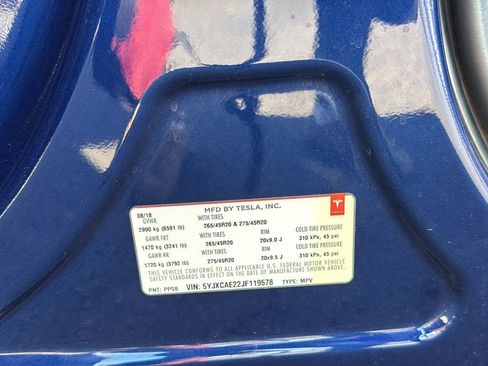 MFD BY TESLA, INC.
TESLA
08/18
GVWR WITH TIRES
2990 kg (6591 lb) 265/45R20 & 275/45R20
GAWR FRT WITH TIRES RIM COLD TIRE PRESSURE
1470 kg (3241 lb) 265/45R20 20x9.0 J 310 kPa, 45 psi
GAWR RR WITH TIRES RIM COLD TIRE PRESSURE
1720 kg (3792 lb) 275/45R20 20x9.5 J 310 kPa, 45 psi
THIS VEHICLE CONFORMS TO ALL APPLICABLE U.S. FEDERAL MOTOR VEHICLE
SAFETY STANDARDS IN EFFECT ON THE DATE OF MANUFACTURE SHOWN ABOVE.
PNT: PPSB VIN: 5YJXCAE22JF119578 TYPE: MPV